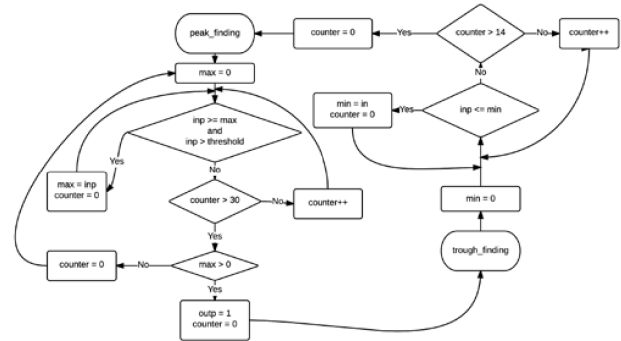 peak_finding
max = 0
inp >= max
and
inp > threshold
Yes
max = inp
counter = 0
No
counter > 30
No
counter++
Yes
max > 0
No
counter = 0
Yes
outp = 1
counter = 0
trough_finding
min = 0
inp <= min
Yes
min = in
counter = 0
No
counter > 14
No
counter++
Yes
counter = 0